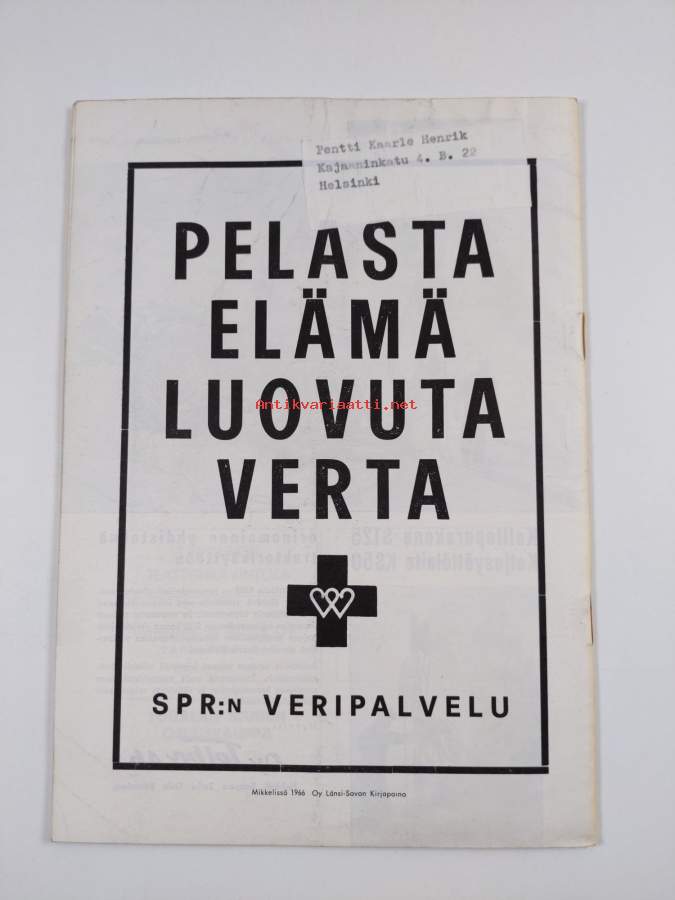 Pentti Kaarle Henrik
Kajaaninkatu 4. B. 22
Helsinki
PELASTA
ELÄMÄ
LUOVUTA
Antikvariaatti.net
VERTA
SPR:N VERIPALVELU
Mikkelissä 1966 Oy Länsi-Savon Kirjapaino